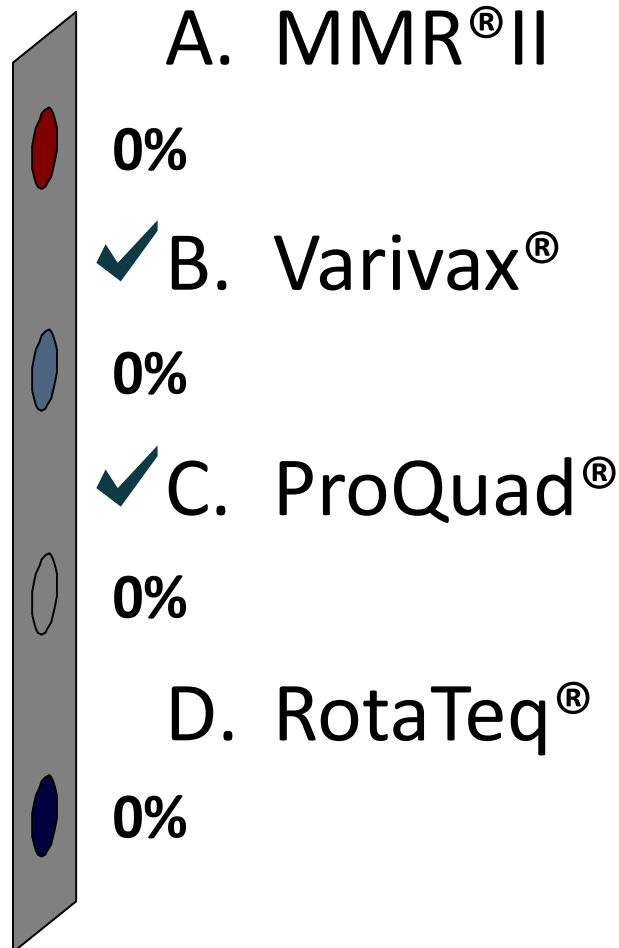 A. MMR®II
0%
B. Varivax®
0%
C. ProQuad®
0%
D. RotaTeq®
0%